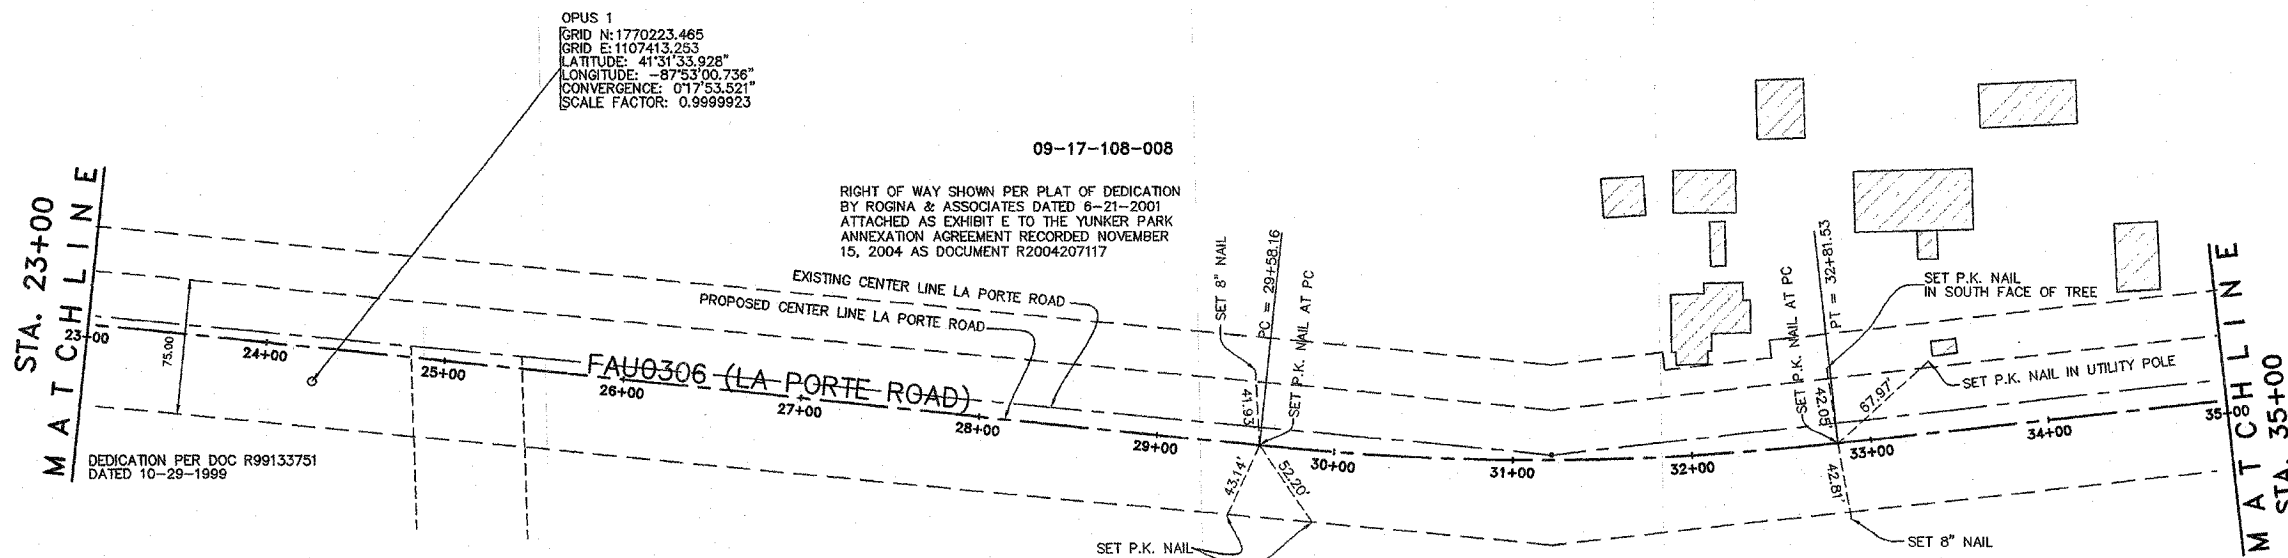 OPUS 1
GRID N: 1770223.465
GRID E: 1107413.253
LATITUDE: 41°31'33.928"
LONGITUDE: -87°53'00.736"
CONVERGENCE: 0°17'53.521"
SCALE FACTOR: 0.9999923
09-17-108-008
RIGHT OF WAY SHOWN PER PLAT OF DEDICATION
BY ROGINA & ASSOCIATES DATED 6-21-2001
ATTACHED AS EXHIBIT E TO THE YUNKER PARK
ANNEXATION AGREEMENT RECORDED NOVEMBER
15, 2004 AS DOCUMENT R2004207117
STA. 23+00
MATCHLINE
23+00
75.00
24+00
25+00
26+00
27+00
28+00
29+00
30+00
31+00
32+00
33+00
34+00
35+00
EXISTING CENTER LINE LA PORTE ROAD
PROPOSED CENTER LINE LA PORTE ROAD
FAU0306 (LA PORTE ROAD)
DEDICATION PER DOC R99133751
DATED 10-29-1999
SET 8" NAIL
PC = 29+58.16
SET P.K. NAIL AT PC
41.93'
43.14'
52.20'
SET P.K. NAIL
PT = 32+81.53
SET P.K. NAIL AT PC
42.05'
67.97'
42.81'
SET P.K. NAIL
IN SOUTH FACE OF TREE
SET P.K. NAIL IN UTILITY POLE
SET 8" NAIL
MATCHLINE
STA. 35+00